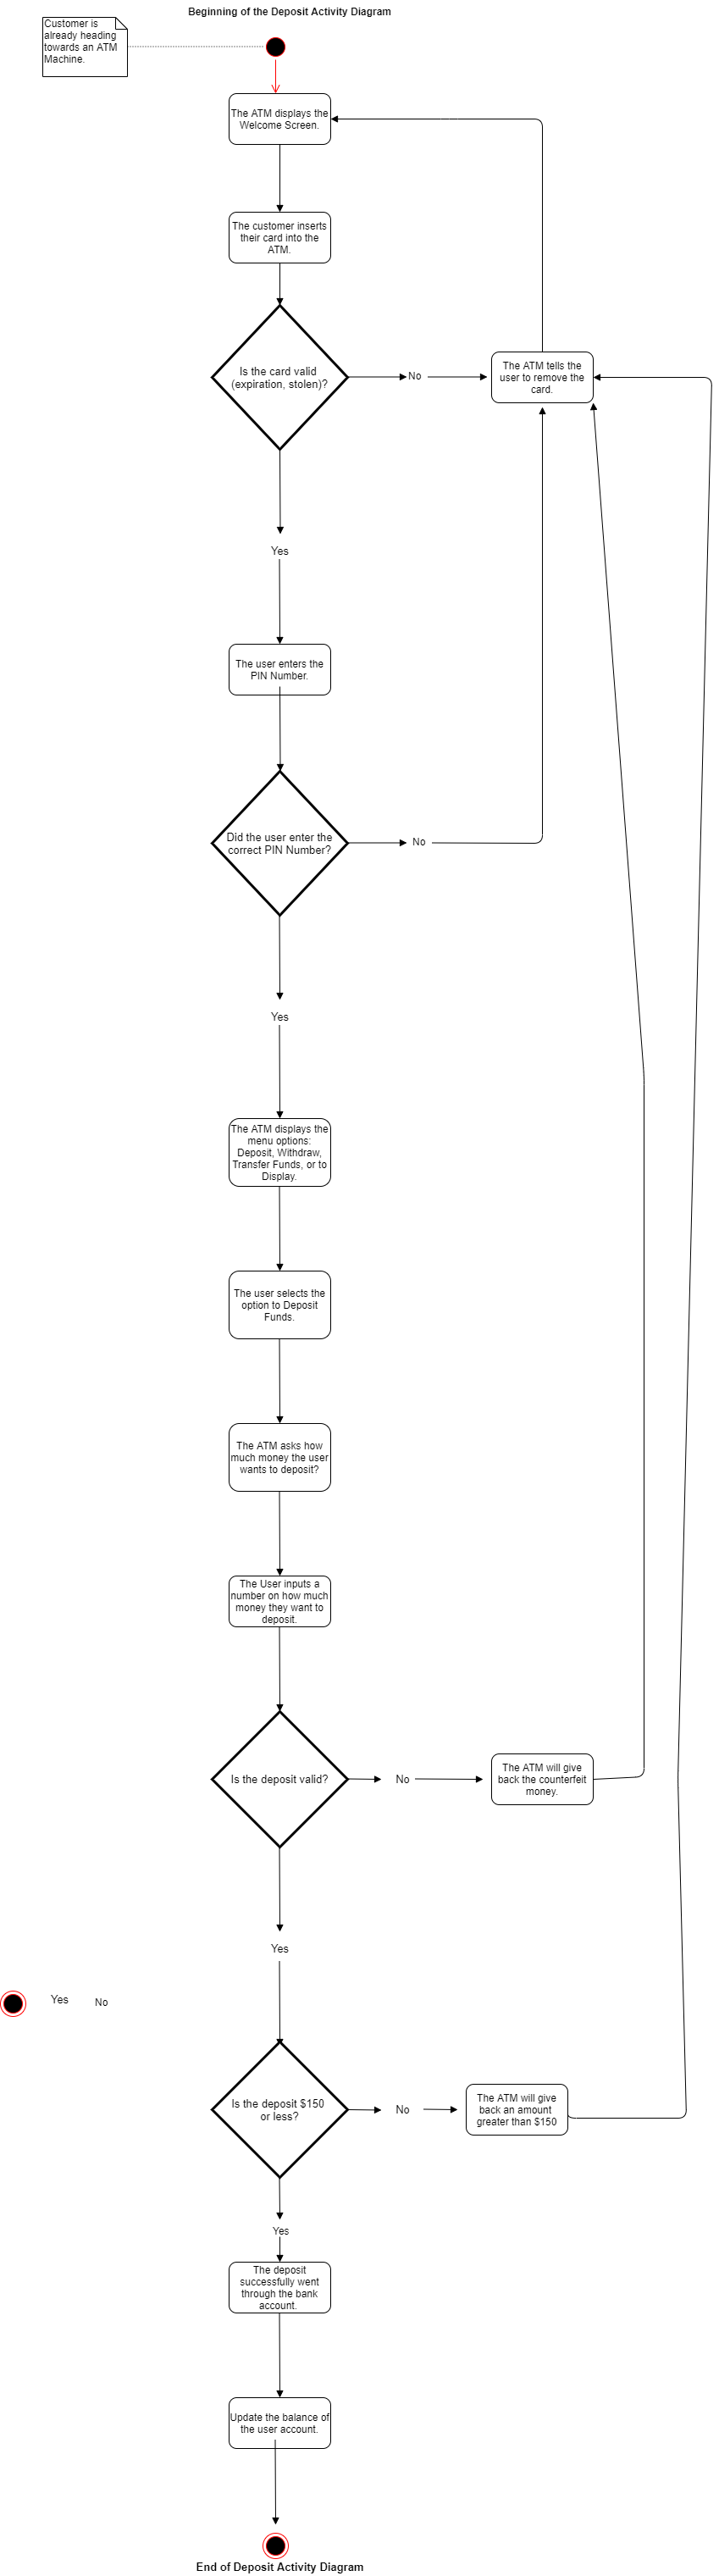 Beginning of the Deposit Activity Diagram
Customer is
already heading
towards an ATM
Machine.
The ATM displays the
Welcome Screen.
The customer inserts
their card into the
ATM.
Is the card valid
(expiration, stolen)?
No
The ATM tells the
user to remove the
card.
Yes
The user enters the
PIN Number.
Did the user enter the
correct PIN Number?
No
Yes
The ATM displays the
menu options:
Deposit, Withdraw,
Transfer Funds, or to
Display.
The user selects the
option to Deposit
Funds.
The ATM asks how
much money the user
wants to deposit?
The User inputs a
number on how much
money they want to
deposit.
Is the deposit valid?
No
The ATM will give
back the counterfeit
money.
Yes
Yes
No
Is the deposit $150
or less?
No
The ATM will give
back an amount
greater than $150
Yes
The deposit
successfully went
through the bank
account.
Update the balance of
the user account.
End of Deposit Activity Diagram